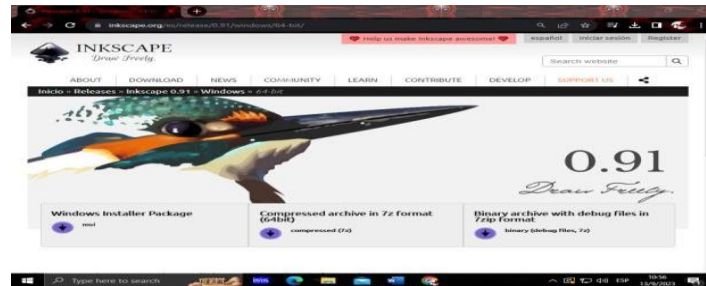 inkscape.org/es/release/0.91/windows/64-bit/
Help us make Inkscape awesome!
español
Iniciar sesión
Register
INKSCAPE
Draw Freely.
Search website
ABOUT
DOWNLOAD
NEWS
COMMUNITY
LEARN
CONTRIBUTE
DEVELOP
SUPPORT US
Inicio » Releases » Inkscape 0.91 » Windows » 64-bit
0.91
Draw Freely.
Windows Installer Package
msi
Compressed archive in 7z format
(64bit)
compressed (7z)
Binary archive with debug files in
7zip format
binary (debug files, 7z)
Type here to search
ESP
10:56
13/9/2023